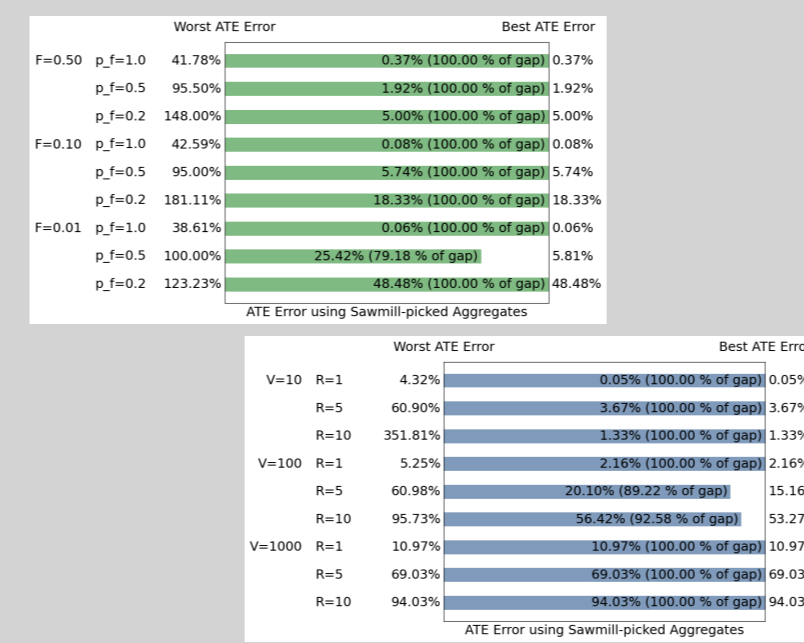 Worst ATE Error Best ATE Error
F=0.50 p_f=1.0 41.78% 0.37% (100.00 % of gap) 0.37%
p_f=0.5 95.50% 1.92% (100.00 % of gap) 1.92%
p_f=0.2 148.00% 5.00% (100.00 % of gap) 5.00%
F=0.10 p_f=1.0 42.59% 0.08% (100.00 % of gap) 0.08%
p_f=0.5 95.00% 5.74% (100.00 % of gap) 5.74%
p_f=0.2 181.11% 18.33% (100.00 % of gap) 18.33%
F=0.01 p_f=1.0 38.61% 0.06% (100.00 % of gap) 0.06%
p_f=0.5 100.00% 25.42% (79.18 % of gap) 5.81%
p_f=0.2 123.23% 48.48% (100.00 % of gap) 48.48%
ATE Error using Sawmill-picked Aggregates
Worst ATE Error Best ATE Erro
V=10 R=1 4.32% 0.05% (100.00 % of gap) 0.05%
R=5 60.90% 3.67% (100.00 % of gap) 3.67%
R=10 351.81% 1.33% (100.00 % of gap) 1.33%
V=100 R=1 5.25% 2.16% (100.00 % of gap) 2.16%
R=5 60.98% 20.10% (89.22 % of gap) 15.16
R=10 95.73% 56.42% (92.58 % of gap) 53.27
V=1000 R=1 10.97% 10.97% (100.00 % of gap) 10.97
R=5 69.03% 69.03% (100.00 % of gap) 69.03
R=10 94.03% 94.03% (100.00 % of gap) 94.03
ATE Error using Sawmill-picked Aggregates